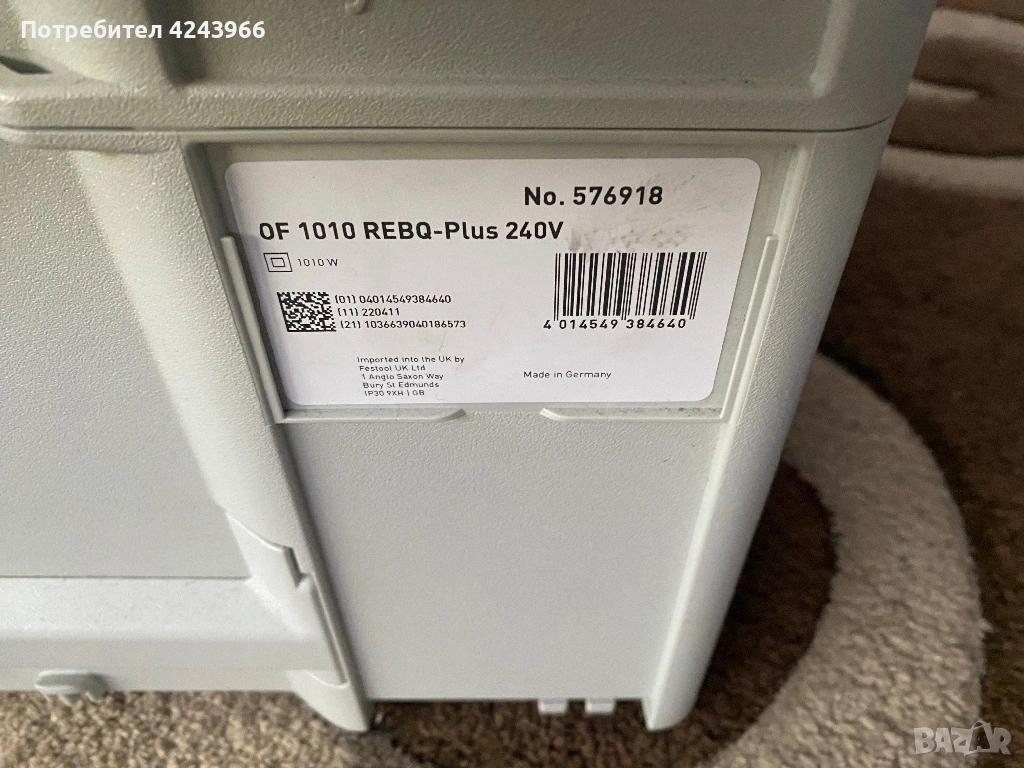 Потребител 4243966
No. 576918
OF 1010 REBQ-Plus 240V
1010 W
(01) 04014549384640
(11) 220411
(21) 1036639040186573
4 014549 384640
Imported into the UK by
Festool UK Ltd
1 Anglo Saxon Way
Bury St Edmunds
IP30 9XH | GB
Made in Germany
BAZAR